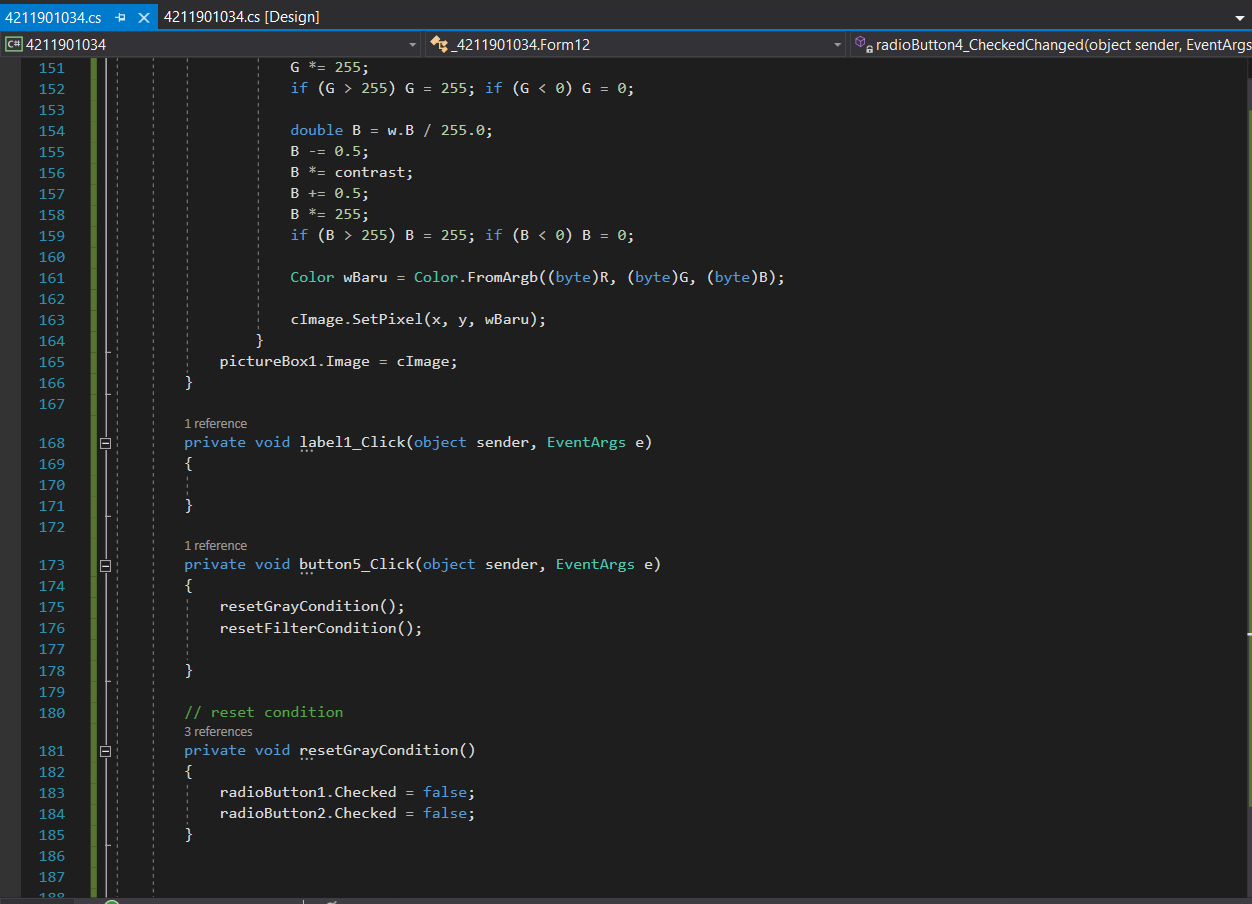 4211901034.cs
4211901034.cs [Design]
C# 4211901034
_4211901034.Form12
radioButton4_CheckedChanged(object sender, EventArgs
151 G *= 255;
152 if (G > 255) G = 255; if (G < 0) G = 0;
153
154 double B = w.B / 255.0;
155 B -= 0.5;
156 B *= contrast;
157 B += 0.5;
158 B *= 255;
159 if (B > 255) B = 255; if (B < 0) B = 0;
160
161 Color wBaru = Color.FromArgb((byte)R, (byte)G, (byte)B);
162
163 cImage.SetPixel(x, y, wBaru);
164 }
165 pictureBox1.Image = cImage;
166 }
167
1 reference
168 private void label1_Click(object sender, EventArgs e)
169 {
170
171 }
172
1 reference
173 private void button5_Click(object sender, EventArgs e)
174 {
175 resetGrayCondition();
176 resetFilterCondition();
177
178 }
179
180 // reset condition
3 references
181 private void resetGrayCondition()
182 {
183 radioButton1.Checked = false;
184 radioButton2.Checked = false;
185 }
186
187
188